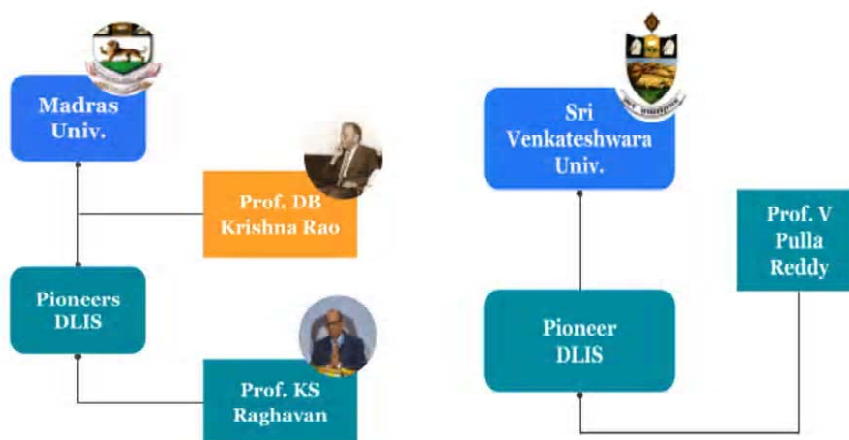 Madras
Univ.
Prof. DB
Krishna Rao
Pioneers
DLIS
Prof. KS
Raghavan
Sri
Venkateshwara
Univ.
Prof. V
Pulla
Reddy
Pioneer
DLIS